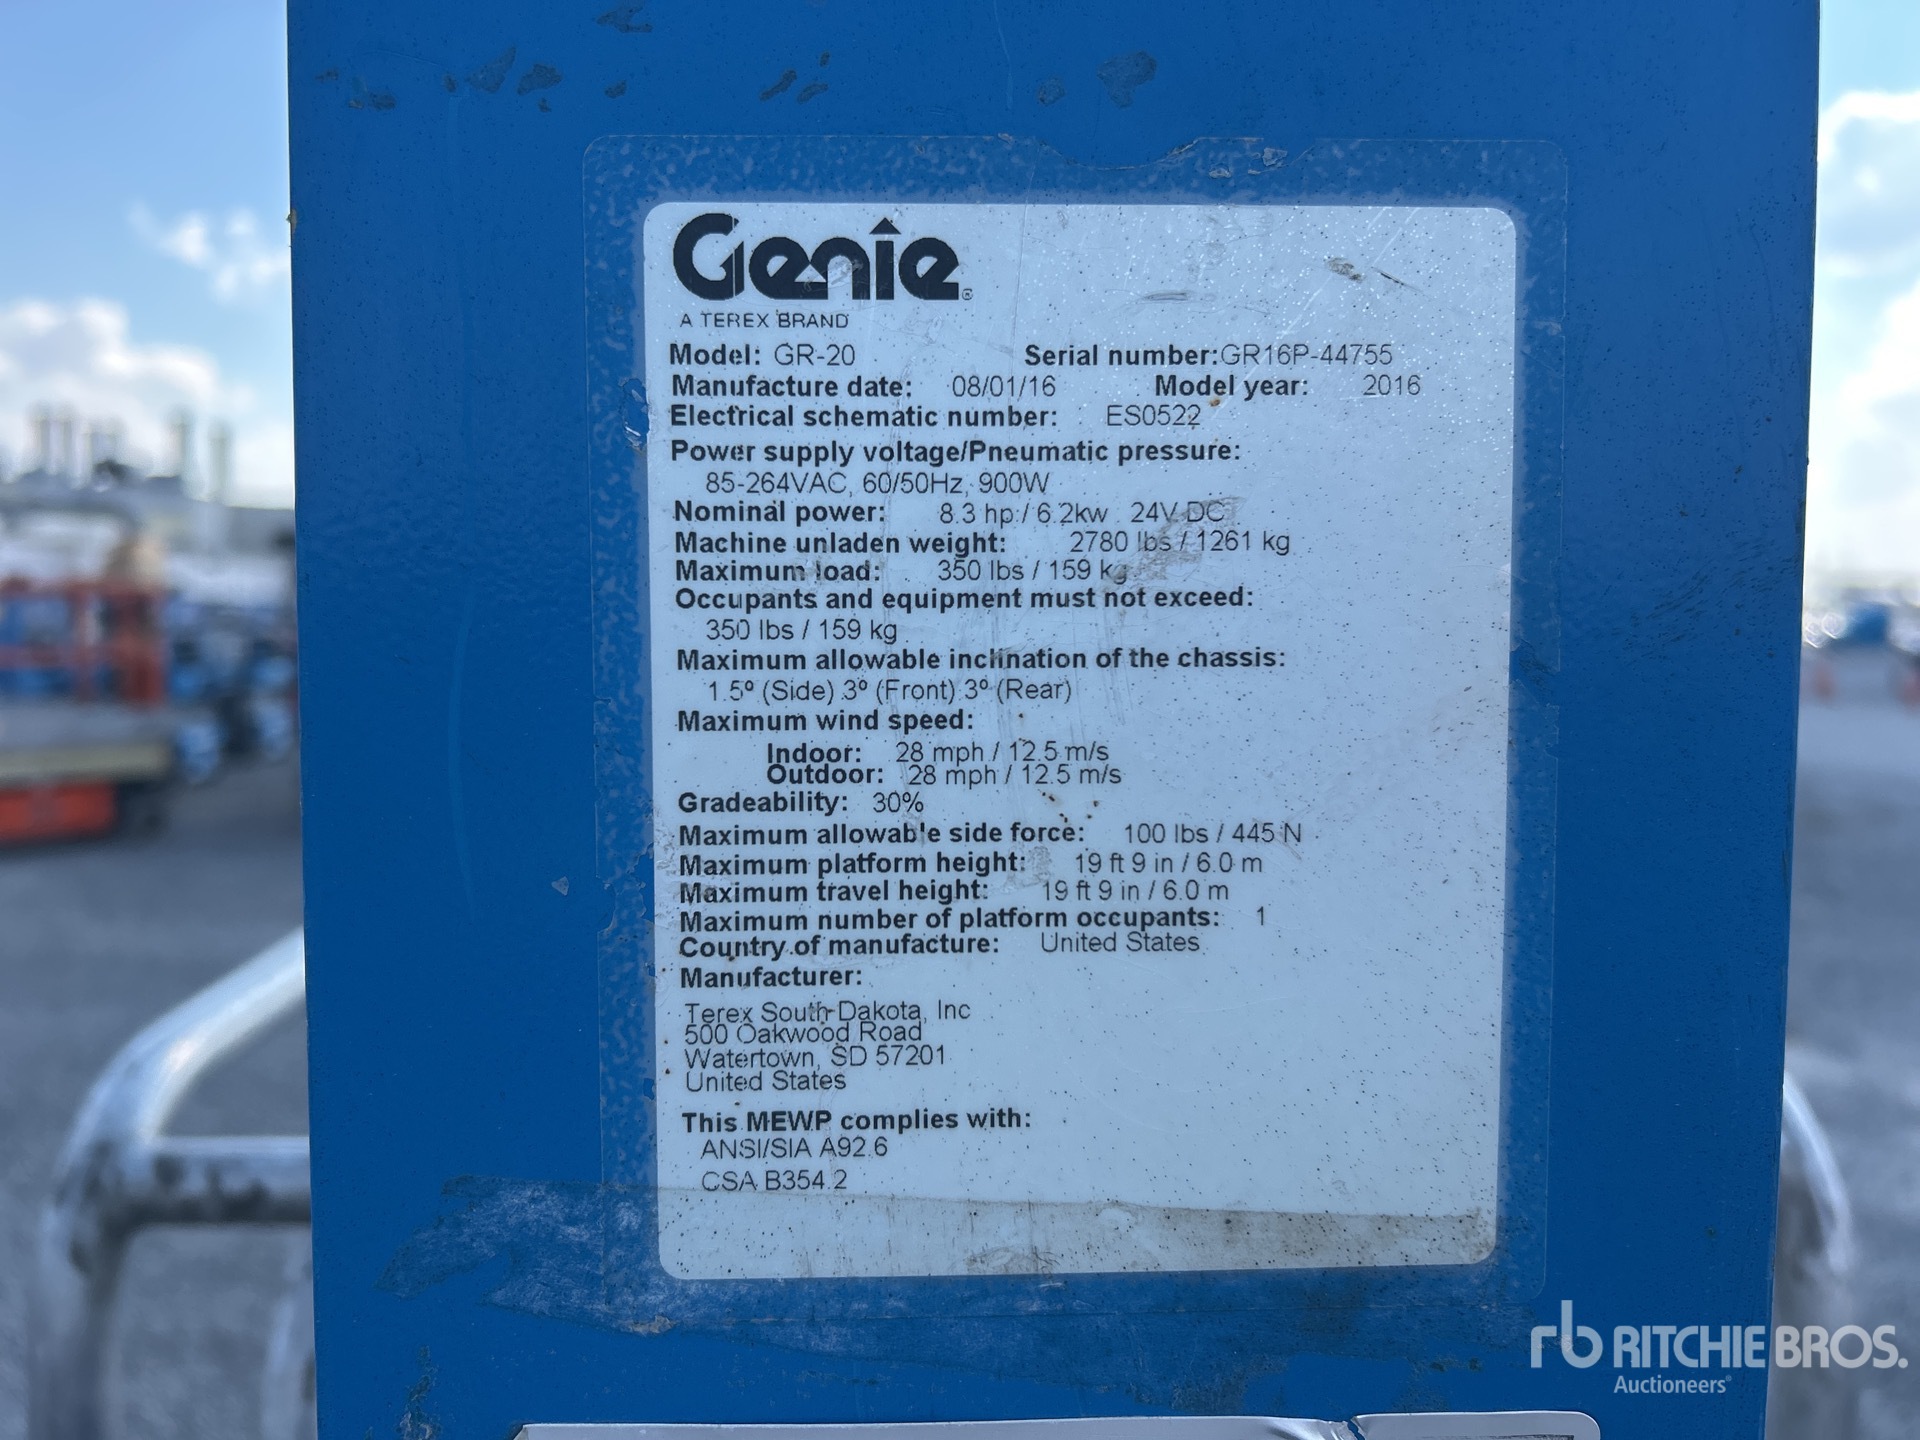 Genie®
A TEREX BRAND
Model: GR-20 Serial number:GR16P-44755
Manufacture date: 08/01/16 Model year: 2016
Electrical schematic number: ES0522
Power supply voltage/Pneumatic pressure:
85-264VAC, 60/50Hz, 900W
Nominal power: 8.3 hp / 6.2kw 24V DC
Machine unladen weight: 2780 lbs / 1261 kg
Maximum load: 350 lbs / 159 kg
Occupants and equipment must not exceed:
350 lbs / 159 kg
Maximum allowable inclination of the chassis:
1.5º (Side) 3º (Front) 3º (Rear)
Maximum wind speed:
Indoor: 28 mph / 12.5 m/s
Outdoor: 28 mph / 12.5 m/s
Gradeability: 30%
Maximum allowable side force: 100 lbs / 445 N
Maximum platform height: 19 ft 9 in / 6.0 m
Maximum travel height: 19 ft 9 in / 6.0 m
Maximum number of platform occupants: 1
Country of manufacture: United States
Manufacturer:
Terex South Dakota, Inc
500 Oakwood Road
Watertown, SD 57201
United States
This MEWP complies with:
ANSI/SIA A92.6
CSA B354.2
rb RITCHIE BROS.
Auctioneers®